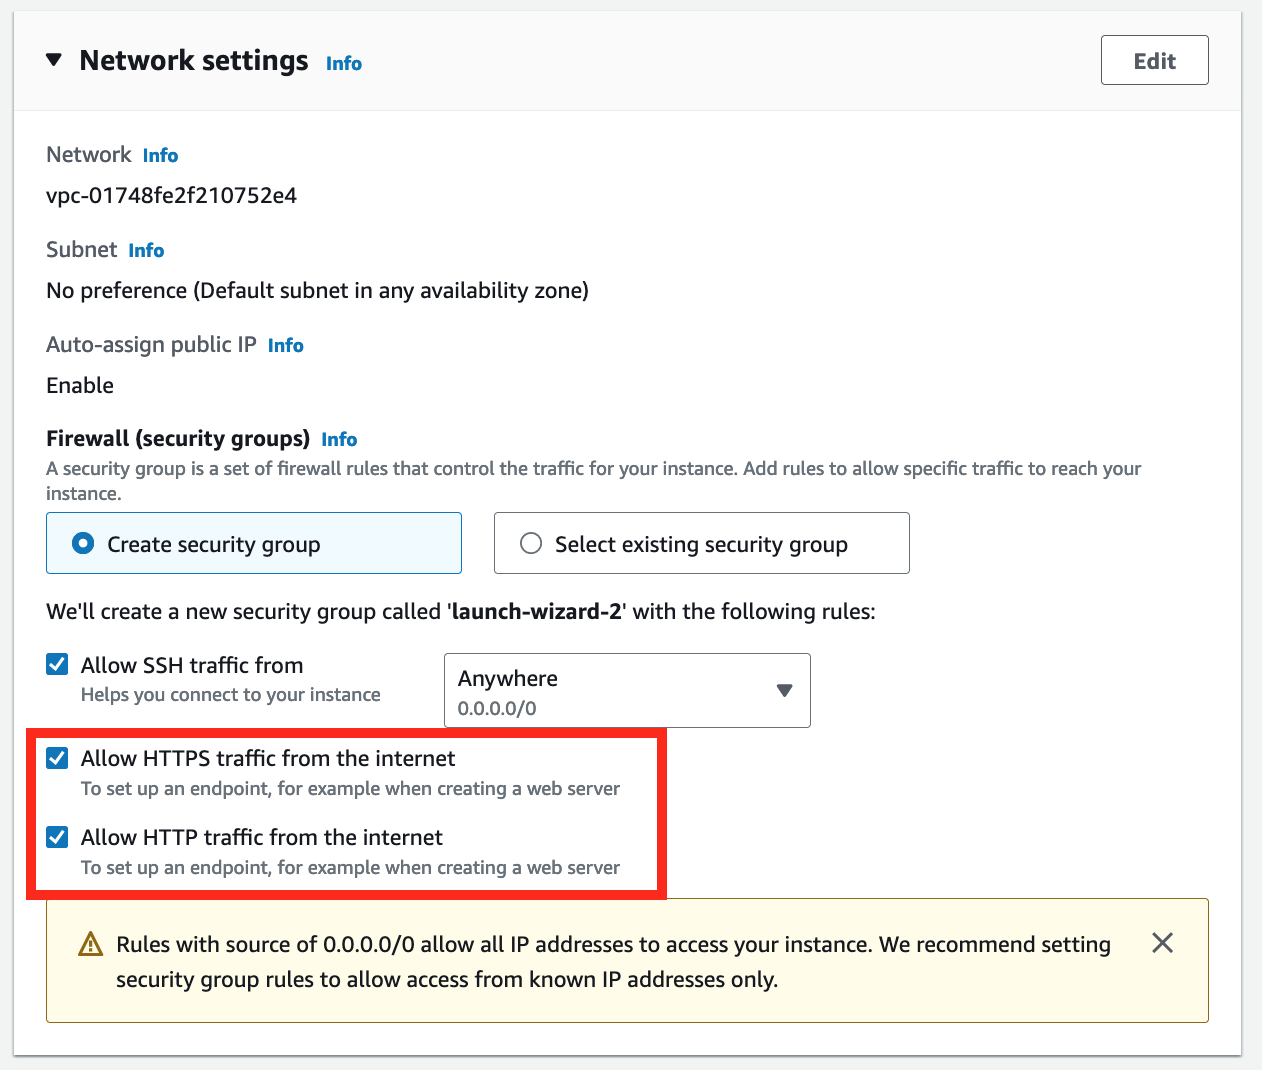 Network settings Info
Edit
Network Info
vpc-01748fe2f210752e4
Subnet Info
No preference (Default subnet in any availability zone)
Auto-assign public IP Info
Enable
Firewall (security groups) Info
A security group is a set of firewall rules that control the traffic for your instance. Add rules to allow specific traffic to reach your
instance.
Create security group
Select existing security group
We'll create a new security group called 'launch-wizard-2' with the following rules:
Allow SSH traffic from
Helps you connect to your instance
Anywhere
0.0.0.0/0
Allow HTTPS traffic from the internet
To set up an endpoint, for example when creating a web server
Allow HTTP traffic from the internet
To set up an endpoint, for example when creating a web server
Rules with source of 0.0.0.0/0 allow all IP addresses to access your instance. We recommend setting
security group rules to allow access from known IP addresses only.